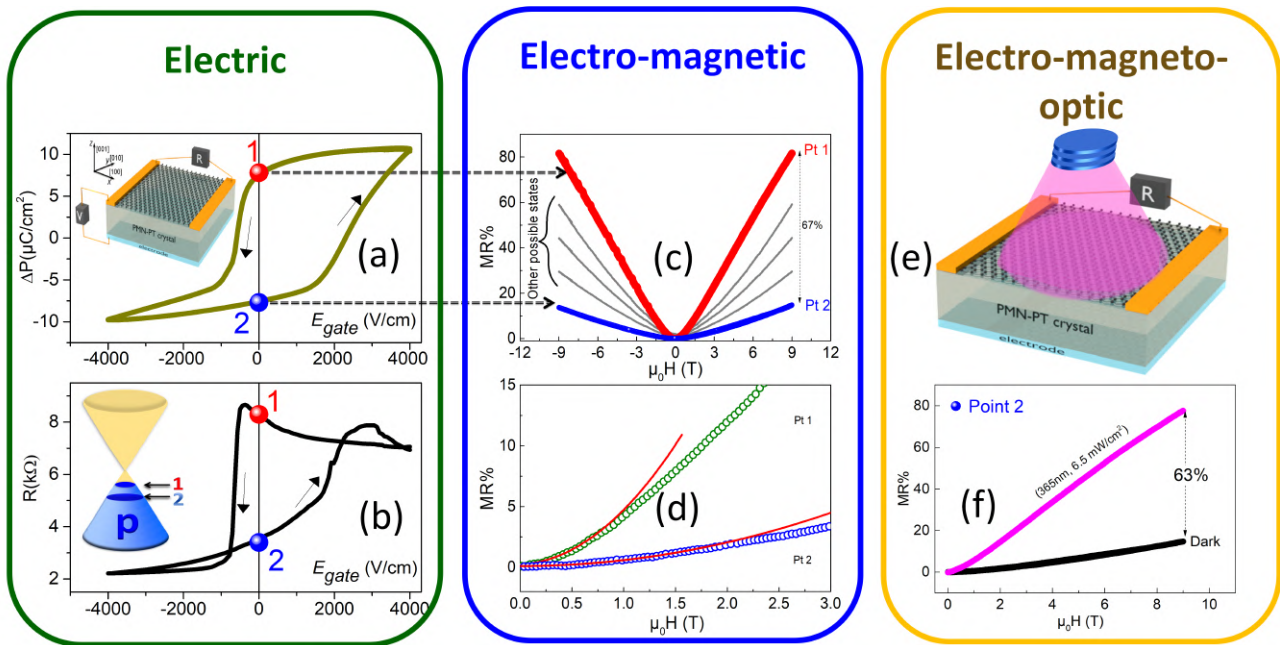 Electric
10
5
0
-5
-10
ΔP(µC/cm²)
z [001]
y [010]
[100]
x
R
V
PMN-PT crystal
electrode
1
(a)
2
E_gate (V/cm)
-4000 -2000 0 2000 4000
8
6
4
2
R(kΩ)
1
1
2
p
(b)
2
E_gate (V/cm)
-4000 -2000 0 2000 4000
Electro-magnetic
80
60
40
20
0
MR%
Other possible states
Pt 1
67%
(c)
Pt 2
-12 -9 -6 -3 0 3 6 9 12
µ₀H (T)
15
10
5
0
MR%
Pt 1
(d)
Pt 2
0.0 0.5 1.0 1.5 2.0 2.5 3.0
µ₀H (T)
Electro-magneto-
optic
R
(e)
PMN-PT crystal
electrode
80
60
40
20
0
MR%
Point 2
(365nm, 6.5 mW/cm²)
63%
(f)
Dark
0 2 4 6 8 10
µ₀H (T)